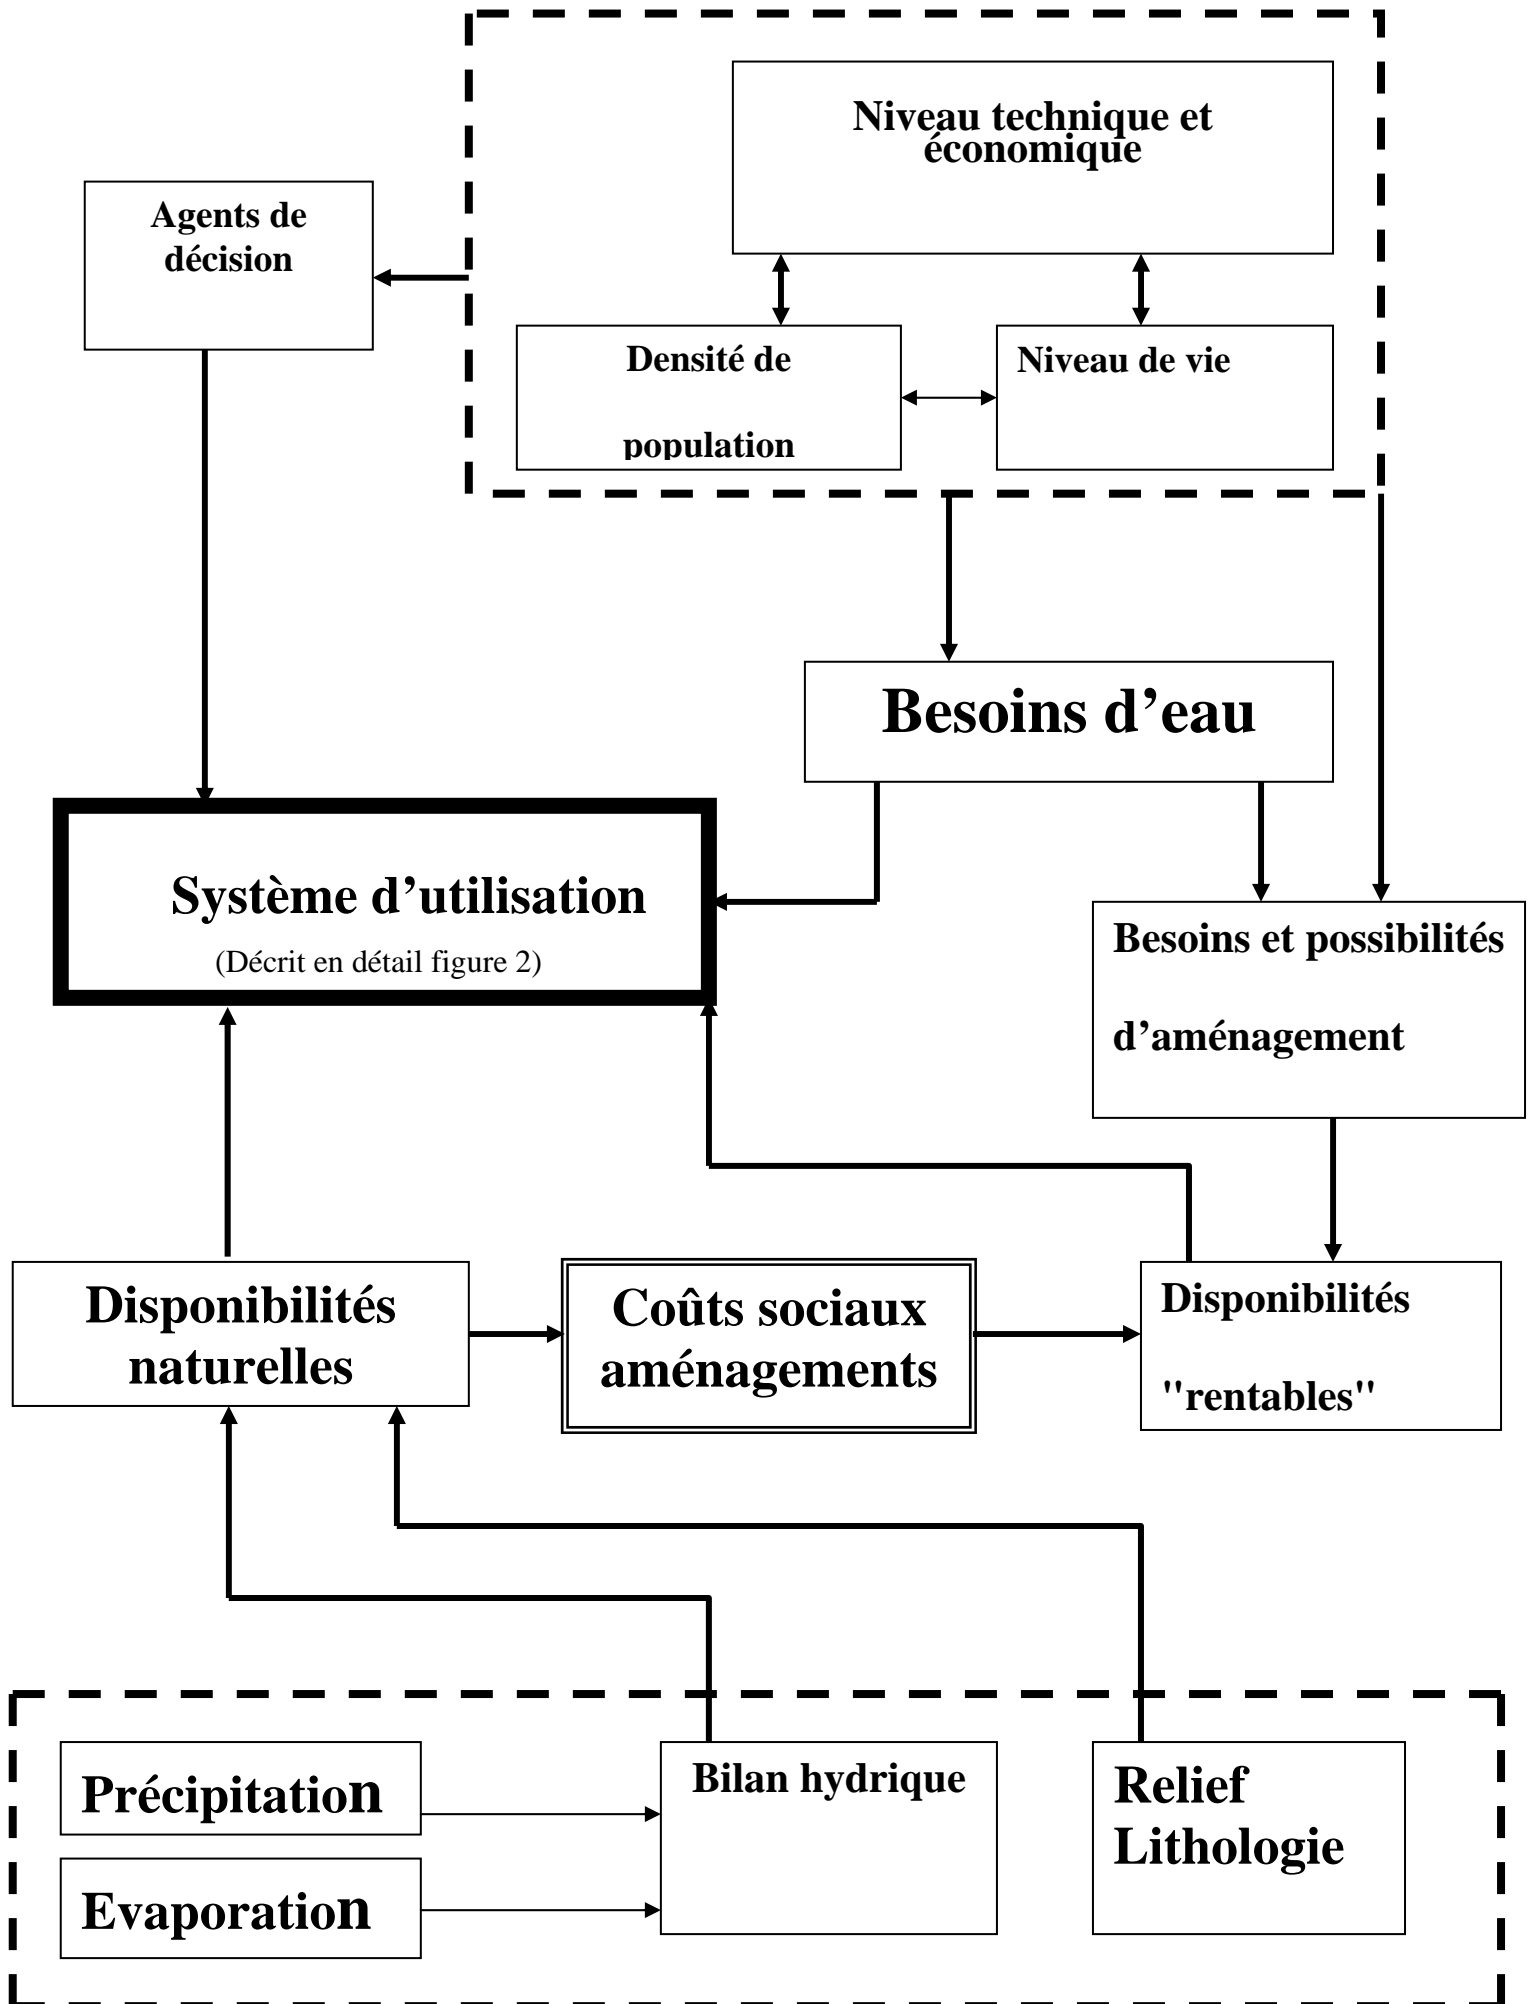 Niveau technique et
économique
Agents de
décision
Densité de
population
Niveau de vie
Besoins d’eau
Système d’utilisation
(Décrit en détail figure 2)
Besoins et possibilités
d’aménagement
Disponibilités
naturelles
Coûts sociaux
aménagements
Disponibilités
"rentables"
Précipitation
Evaporation
Bilan hydrique
Relief
Lithologie